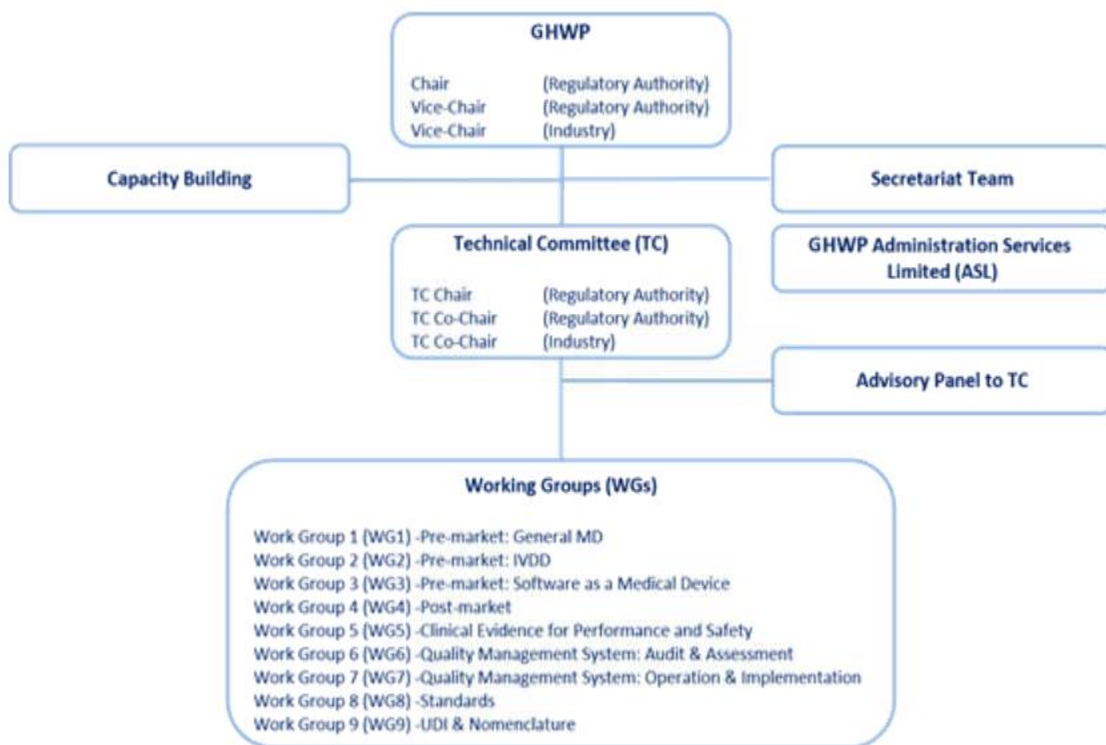 GHWP
Chair (Regulatory Authority)
Vice-Chair (Regulatory Authority)
Vice-Chair (Industry)
Capacity Building
Secretariat Team
Technical Committee (TC)
TC Chair (Regulatory Authority)
TC Co-Chair (Regulatory Authority)
TC Co-Chair (Industry)
GHWP Administration Services
Limited (ASL)
Advisory Panel to TC
Working Groups (WGs)
Work Group 1 (WG1) -Pre-market: General MD
Work Group 2 (WG2) -Pre-market: IVDD
Work Group 3 (WG3) -Pre-market: Software as a Medical Device
Work Group 4 (WG4) -Post-market
Work Group 5 (WG5) -Clinical Evidence for Performance and Safety
Work Group 6 (WG6) -Quality Management System: Audit & Assessment
Work Group 7 (WG7) -Quality Management System: Operation & Implementation
Work Group 8 (WG8) -Standards
Work Group 9 (WG9) -UDI & Nomenclature